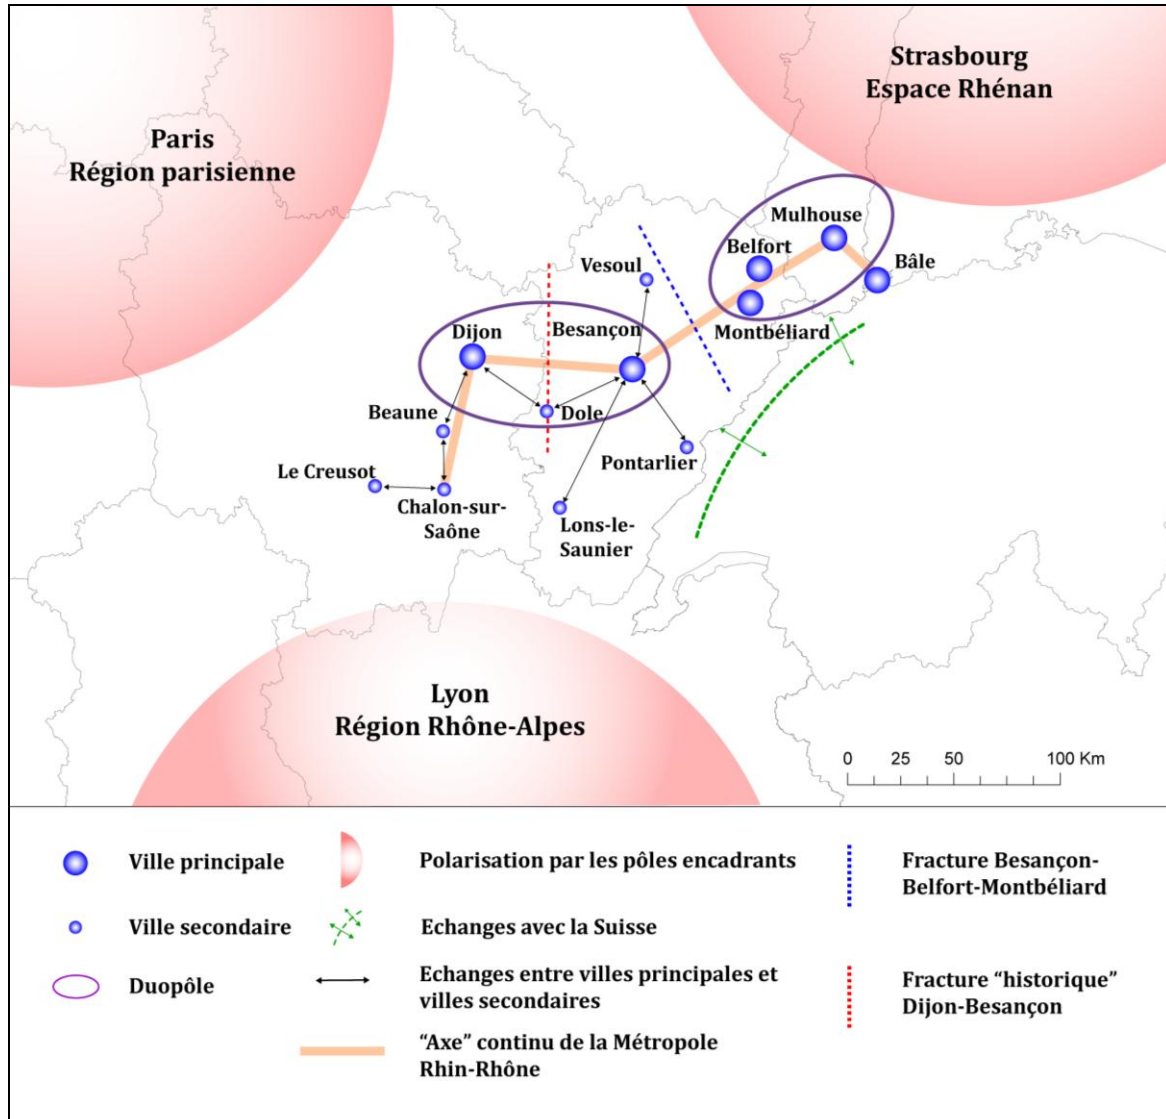 Strasbourg
Espace Rhénan
Paris
Région parisienne
Mulhouse
Belfort
Bâle
Vesoul
Montbéliard
Dijon
Besançon
Beaune
Dole
Pontarlier
Le Creusot
Chalon-sur-
Saône
Lons-le-
Saunier
Lyon
Région Rhône-Alpes
0 25 50 100 Km
Ville principale
Ville secondaire
Duopôle
Polarisation par les pôles encadrants
Echanges avec la Suisse
Echanges entre villes principales et
villes secondaires
“Axe” continu de la Métropole
Rhin-Rhône
Fracture Besançon-
Belfort-Montbéliard
Fracture “historique”
Dijon-Besançon